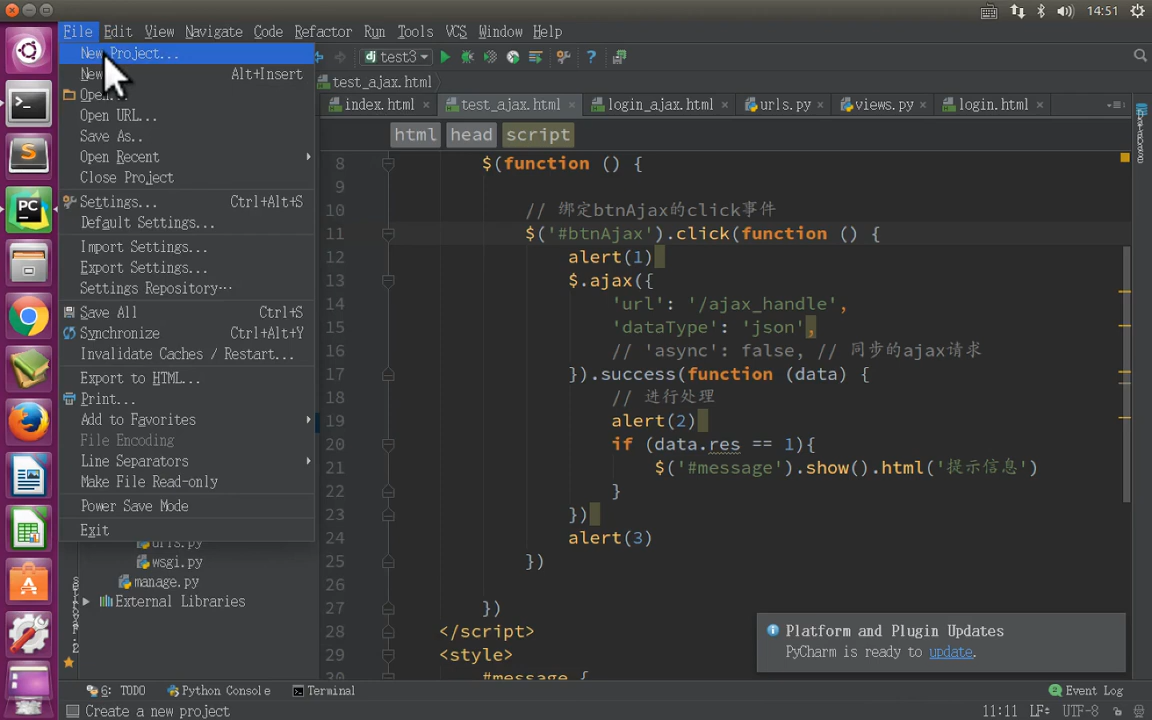 14:51
File Edit View Navigate Code Refactor Run Tools VCS Window Help
New Project...
New Alt+Insert
Open...
Open URL...
Save As..
Open Recent
Close Project
Settings... Ctrl+Alt+S
Default Settings...
Import Settings...
Export Settings...
Settings Repository...
Save All Ctrl+S
Synchronize Ctrl+Alt+Y
Invalidate Caches / Restart...
Export to HTML...
Print...
Add to Favorites
File Encoding
Line Separators
Make File Read-only
Power Save Mode
Exit
urls.py
wsgi.py
manage.py
External Libraries
dj test3
test_ajax.html
index.html test_ajax.html login_ajax.html urls.py views.py login.html
html head script
8 $(function () {
9
10 // 绑定btnAjax的click事件
11 $('#btnAjax').click(function () {
12 alert(1)
13 $.ajax({
14 'url': '/ajax_handle',
15 'dataType': 'json',
16 // 'async': false, // 同步的ajax请求
17 }).success(function (data) {
18 // 进行处理
19 alert(2)
20 if (data.res == 1){
21 $('#message').show().html('提示信息')
22 }
23 })
24 alert(3)
25 })
26
27 })
28 </script>
29 <style>
30 #message {
Platform and Plugin Updates
PyCharm is ready to update.
6: TODO Python Console Terminal Event Log
Create a new project 11:11 LF÷ UTF-8